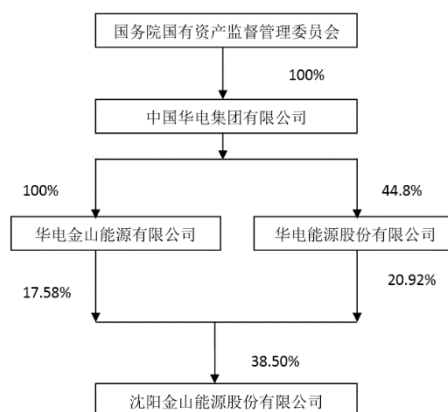 国务院国有资产监督管理委员会
100%
中国华电集团有限公司
100%
44.8%
华电金山能源有限公司
华电能源股份有限公司
17.58%
20.92%
38.50%
沈阳金山能源股份有限公司